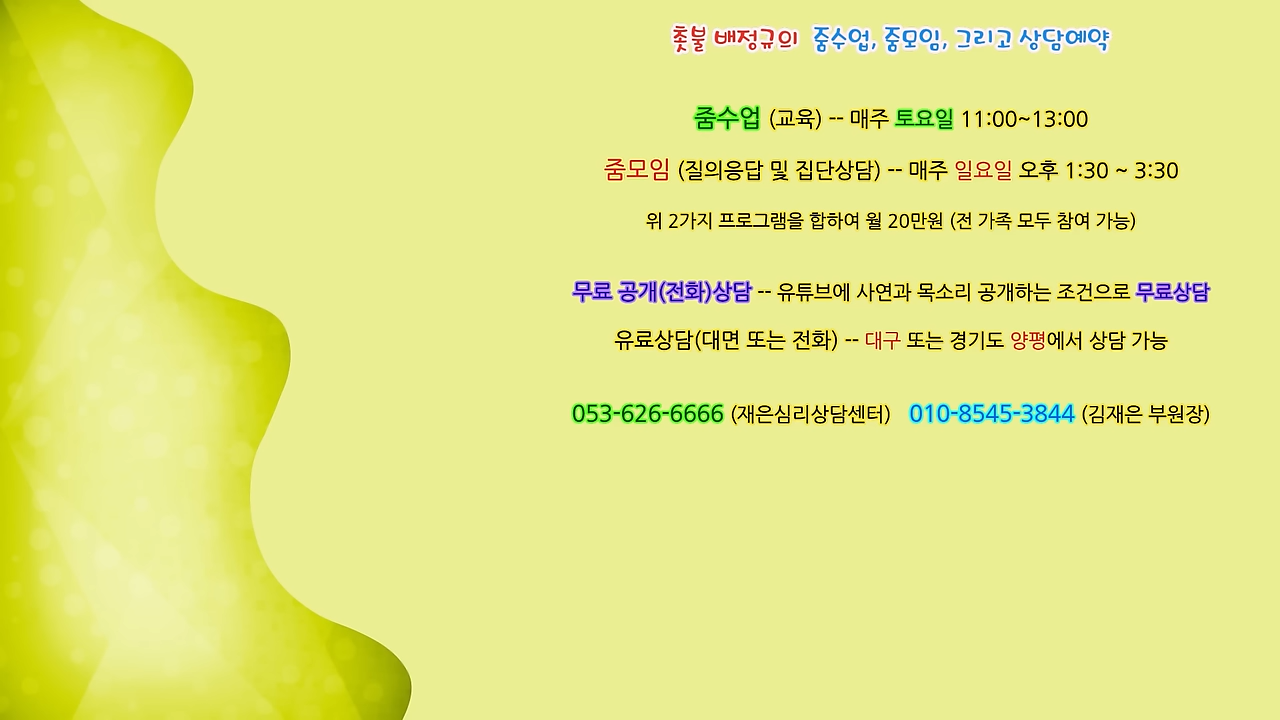 촛불 배정규의 줌수업, 줌모임, 그리고 상담예약
줌수업 (교육) -- 매주 토요일 11:00~13:00
줌모임 (질의응답 및 집단상담) -- 매주 일요일 오후 1:30 ~ 3:30
위 2가지 프로그램을 합하여 월 20만원 (전 가족 모두 참여 가능)
무료 공개(전화)상담 -- 유튜브에 사연과 목소리 공개하는 조건으로 무료상담
유료상담(대면 또는 전화) -- 대구 또는 경기도 양평에서 상담 가능
053-626-6666 (재은심리상담센터) 010-8545-3844 (김재은 부원장)